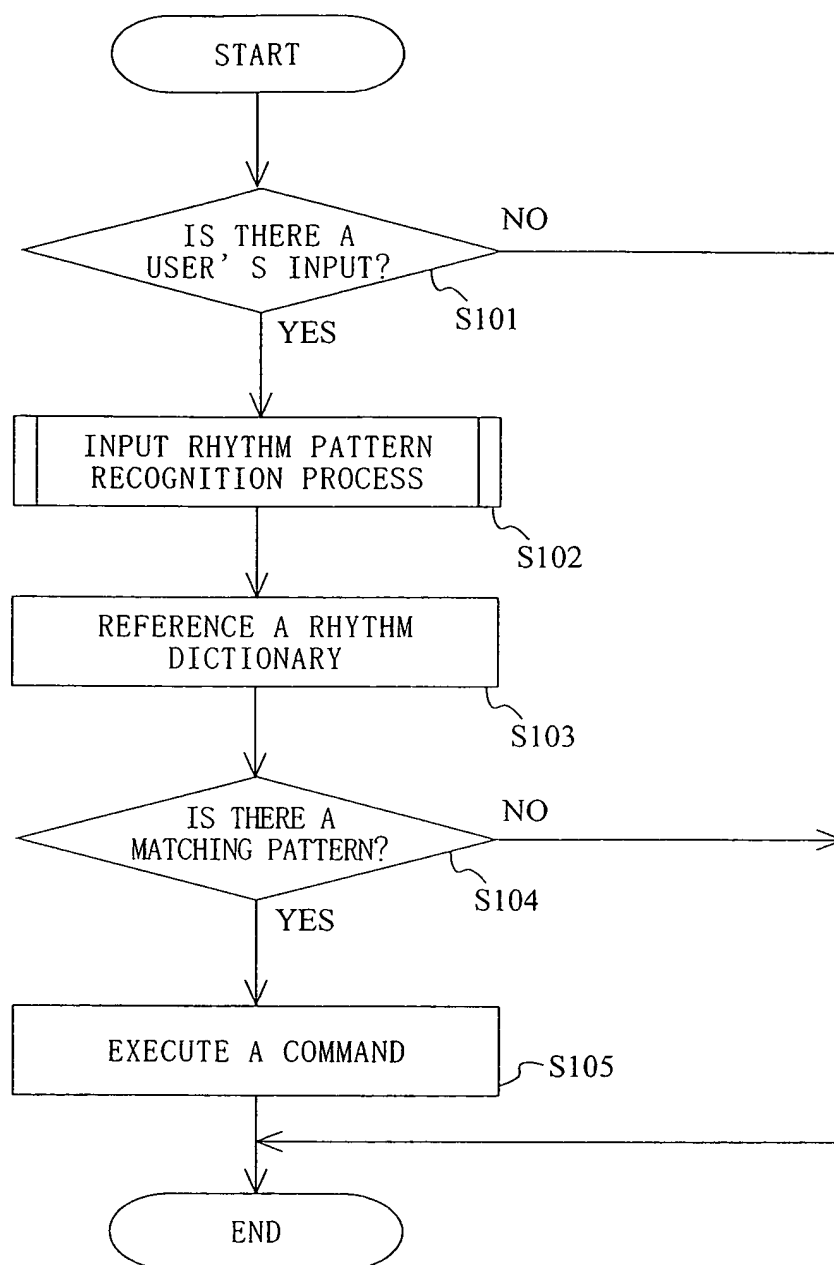 START
IS THERE A
USER' S INPUT?
NO
S101
YES
INPUT RHYTHM PATTERN
RECOGNITION PROCESS
S102
REFERENCE A RHYTHM
DICTIONARY
S103
IS THERE A
MATCHING PATTERN?
NO
S104
YES
EXECUTE A COMMAND
S105
END